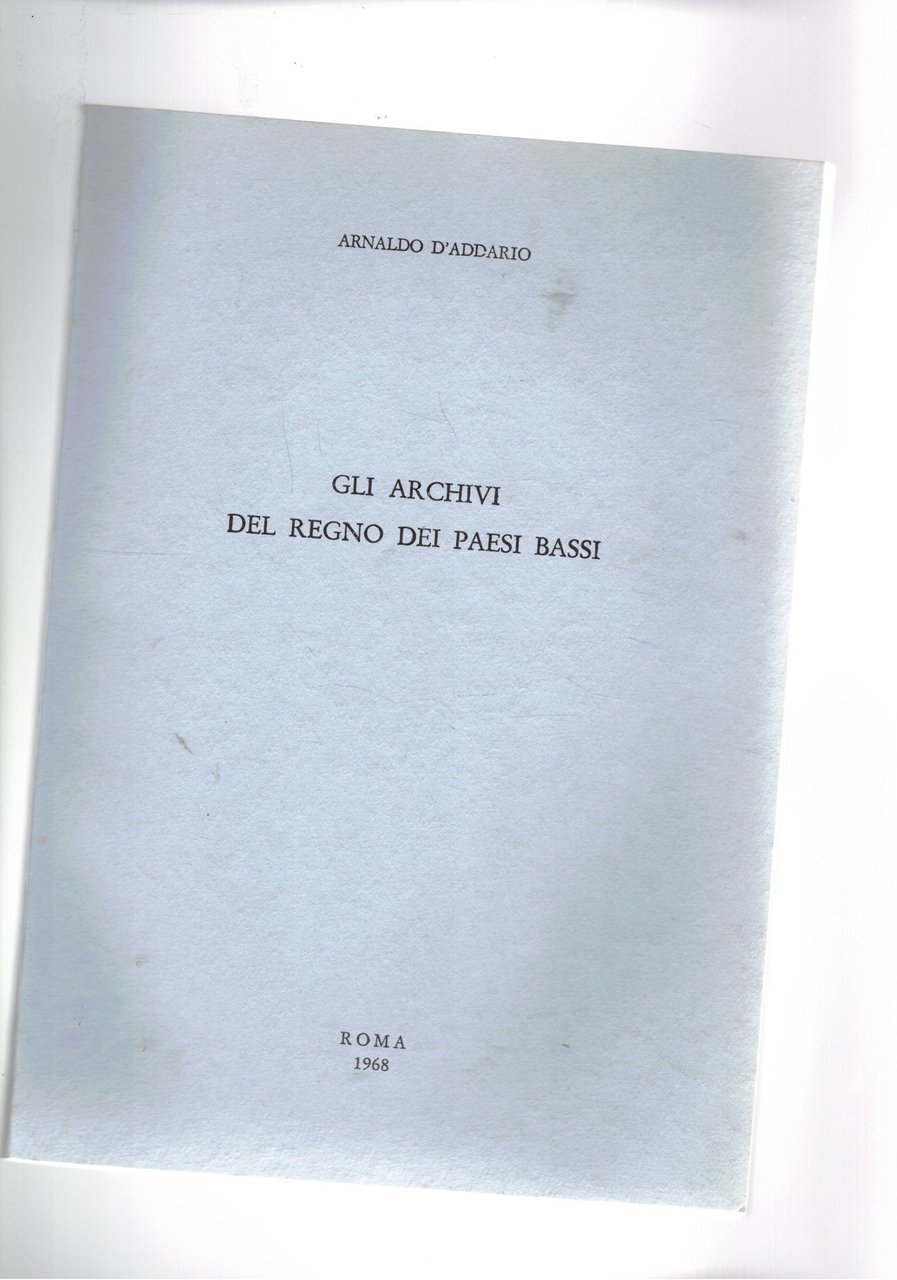 ARNALDO D'ADDARIO
GLI ARCHIVI
DEL REGNO DEI PAESI BASSI
ROMA
1968